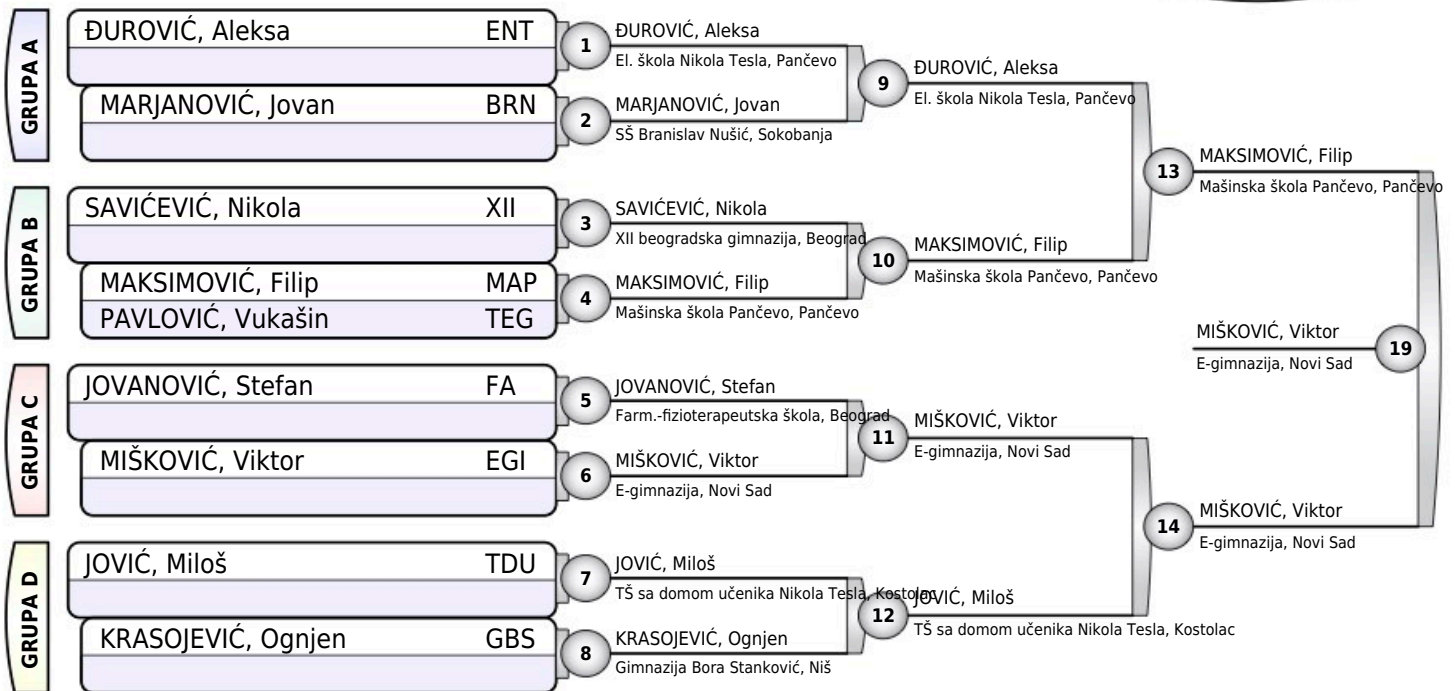 GRUPA A
ĐUROVIĆ, Aleksa ENT
MARJANOVIĆ, Jovan BRN
GRUPA B
SAVIĆEVIĆ, Nikola XII
MAKSIMOVIĆ, Filip MAP
PAVLOVIĆ, Vukašin TEG
GRUPA C
JOVANOVIĆ, Stefan FA
MIŠKOVIĆ, Viktor EGI
GRUPA D
JOVIĆ, Miloš TDU
KRASOJEVIĆ, Ognjen GBS
1 ĐUROVIĆ, Aleksa
El. škola Nikola Tesla, Pančevo
2 MARJANOVIĆ, Jovan
SŠ Branislav Nušić, Sokobanja
3 SAVIĆEVIĆ, Nikola
XII beogradska gimnazija, Beograd
4 MAKSIMOVIĆ, Filip
Mašinska škola Pančevo, Pančevo
5 JOVANOVIĆ, Stefan
Farm.-fizioterapeutska škola, Beograd
6 MIŠKOVIĆ, Viktor
E-gimnazija, Novi Sad
7 JOVIĆ, Miloš
TŠ sa domom učenika Nikola Tesla, Kostolac
8 KRASOJEVIĆ, Ognjen
Gimnazija Bora Stanković, Niš
9 ĐUROVIĆ, Aleksa
El. škola Nikola Tesla, Pančevo
10 MAKSIMOVIĆ, Filip
Mašinska škola Pančevo, Pančevo
11 MIŠKOVIĆ, Viktor
E-gimnazija, Novi Sad
12 JOVIĆ, Miloš
TŠ sa domom učenika Nikola Tesla, Kostolac
13 MAKSIMOVIĆ, Filip
Mašinska škola Pančevo, Pančevo
14 MIŠKOVIĆ, Viktor
E-gimnazija, Novi Sad
MIŠKOVIĆ, Viktor 19
E-gimnazija, Novi Sad